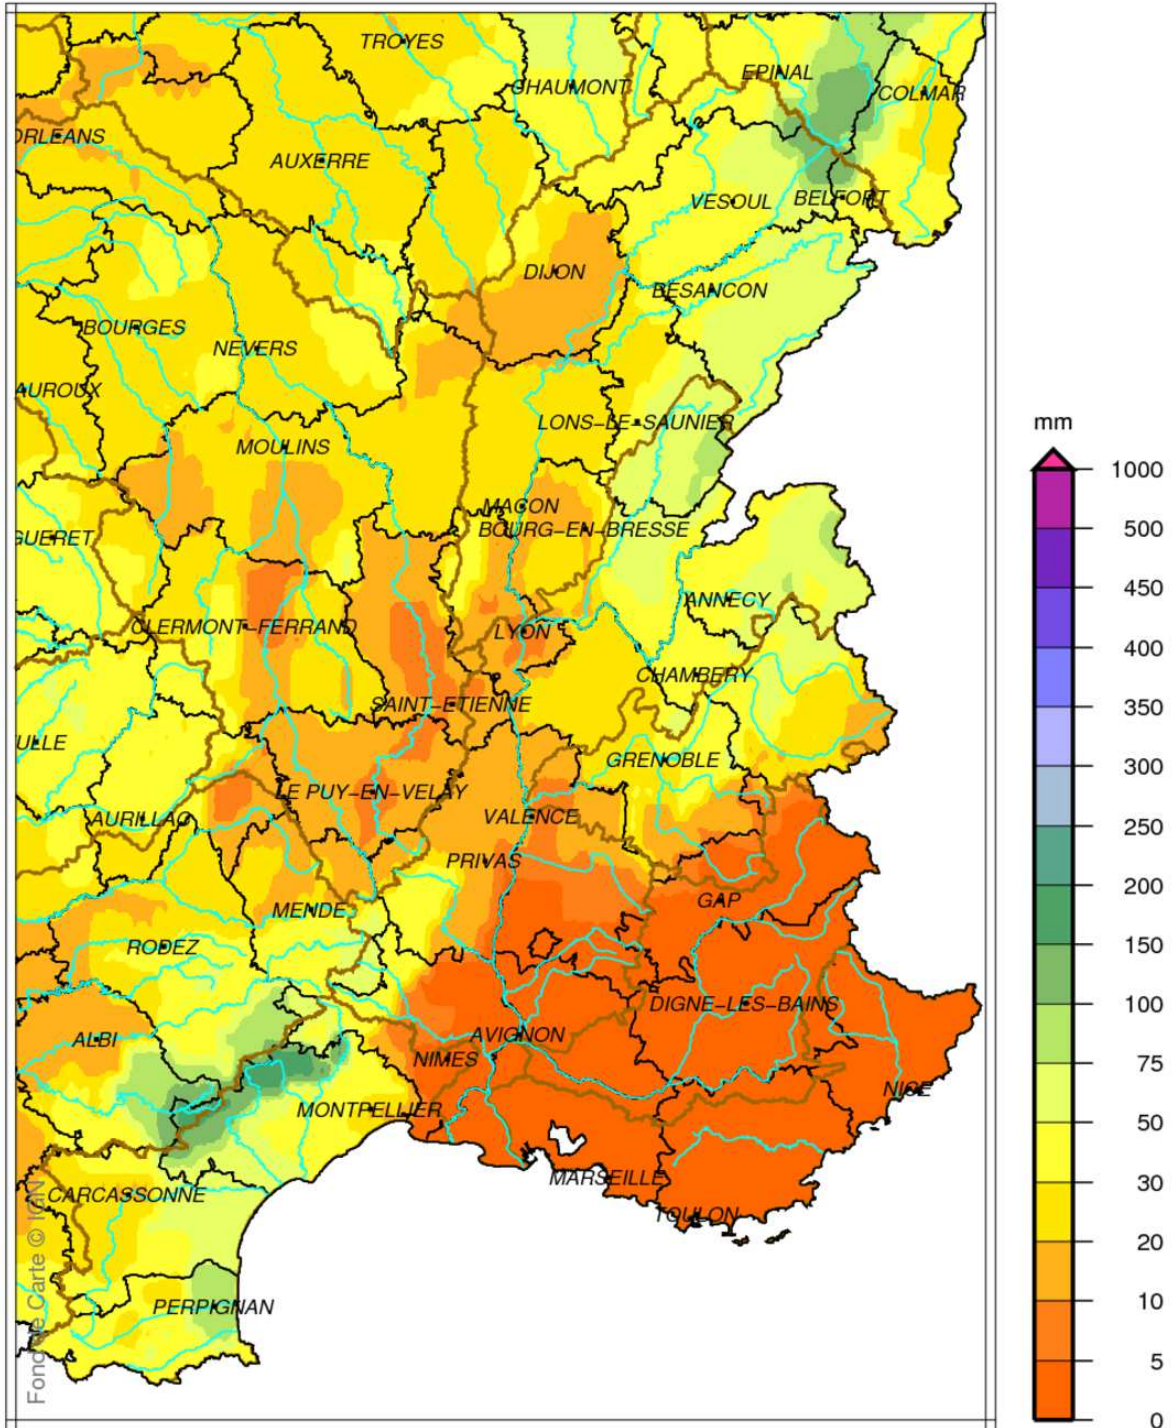 TROYES
EPINAL
CHAUMONT
COLMAR
ORLEANS
AUXERRE
VESOUL
BELFORT
DIJON
BESANCON
BOURGES
NEVERS
AUROUX
LONS-LE-SAUNIER
MOULINS
MACON
BOURG-EN-BRESSE
GUERET
ANNECY
CLERMONT-FERRAND
LYON
CHAMBERY
SAINT-ETIENNE
ULLE
GRENOBLE
LE PUY-EN-VELAY
AURILLAC
VALENCE
PRIVAS
GAP
MENDE
RODEZ
DIGNE-LES-BAINS
ALBI
AVIGNON
NIMES
NICE
MONTPELLIER
MARSEILLE
CARCASSONNE
TOULON
PERPIGNAN
Fond de Carte © IGN
mm
1000
500
450
400
350
300
250
200
150
100
75
50
30
20
10
5
0